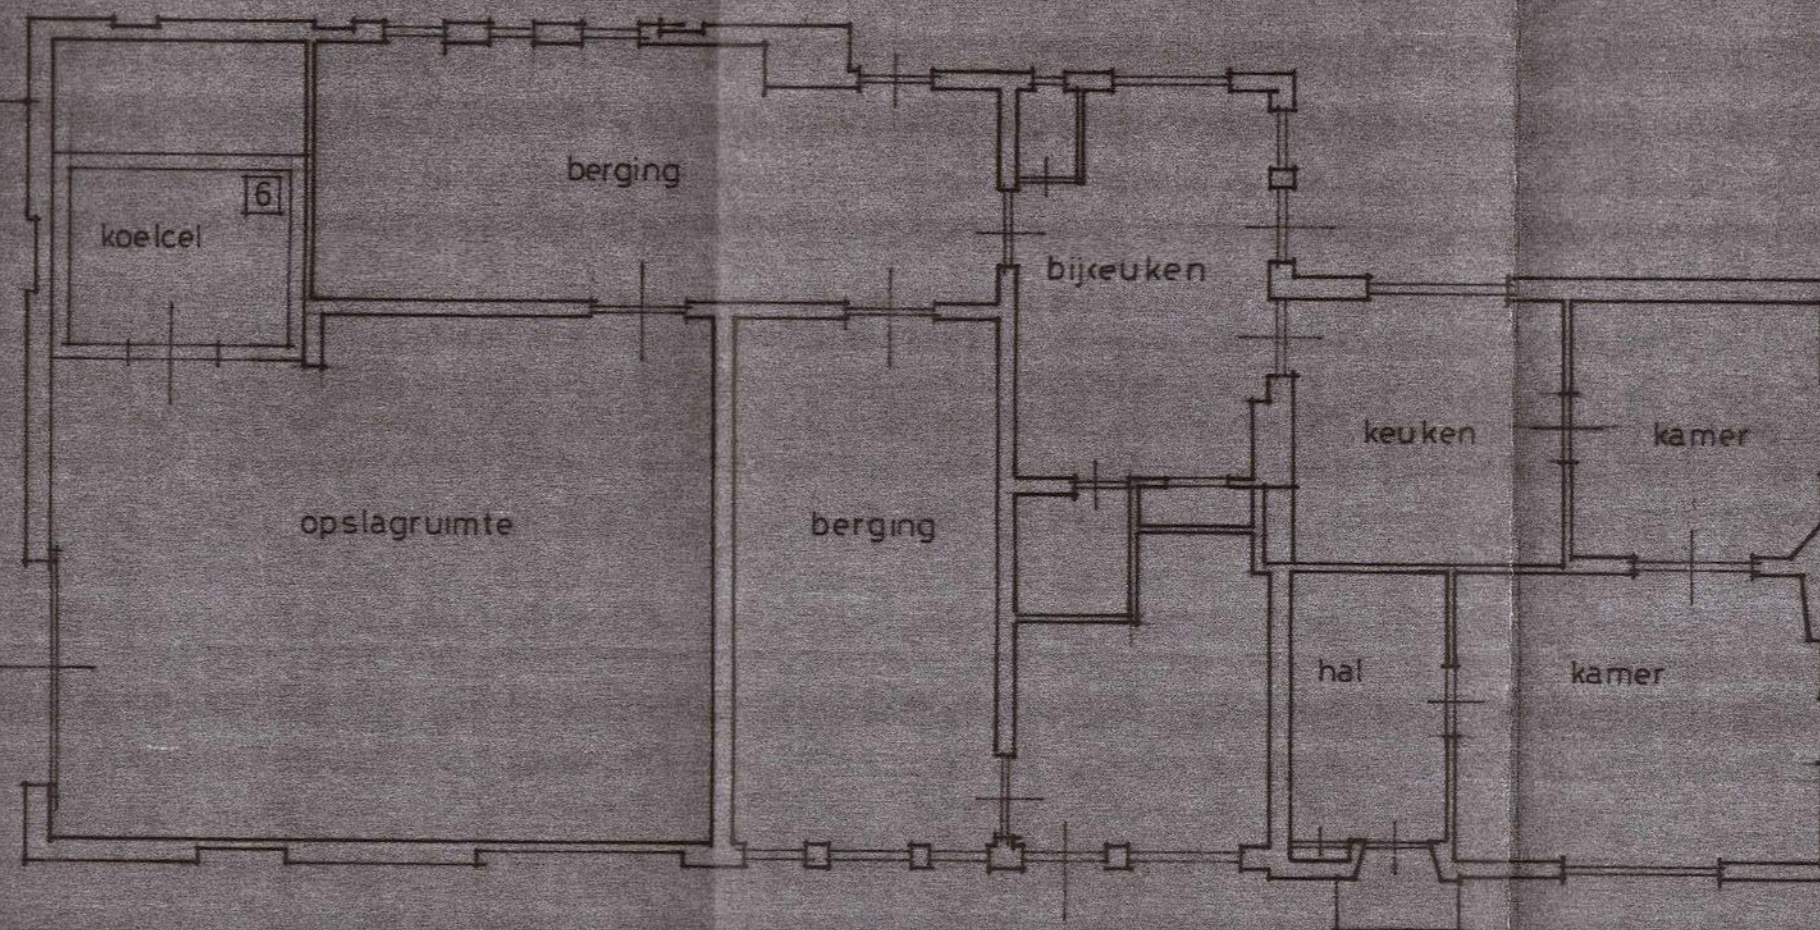 berging
6
koelcel
bijkeuken
keuken
kamer
opslagruimte
berging
hal
kamer